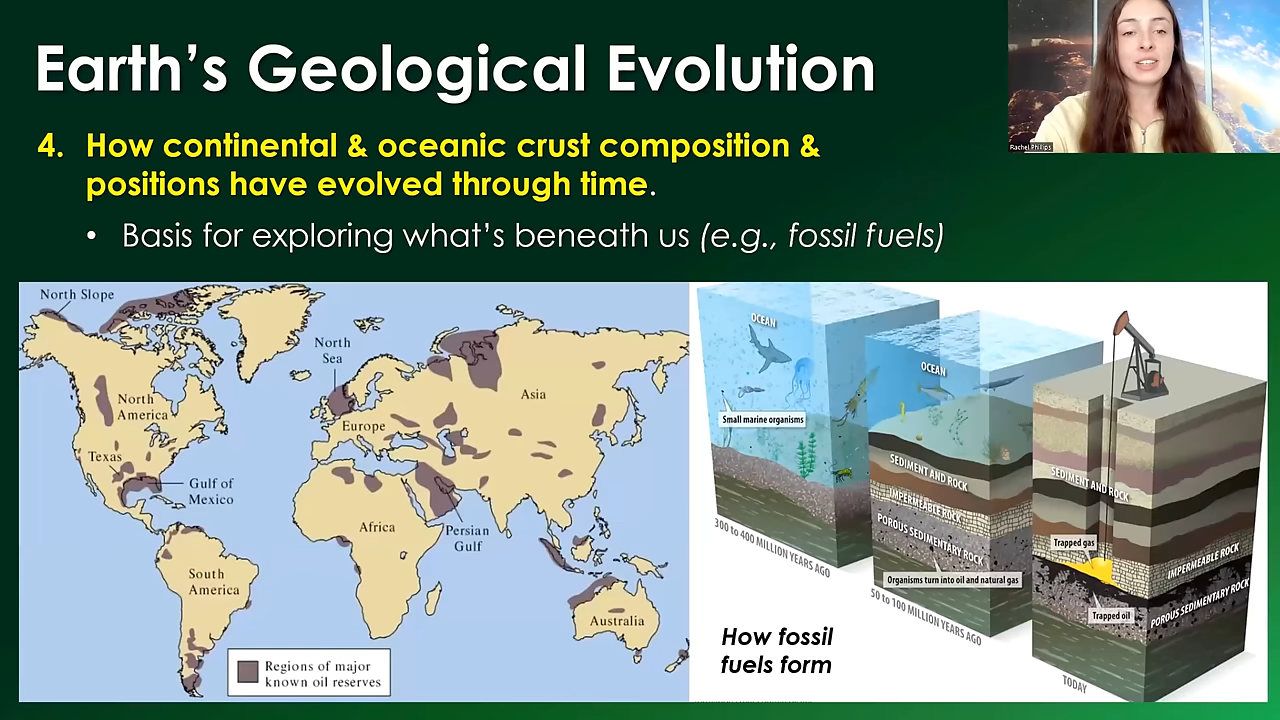 Earth's Geological Evolution
Rachel Phillips
4. How continental & oceanic crust composition &
positions have evolved through time.
• Basis for exploring what's beneath us (e.g., fossil fuels)
North Slope
North
Sea
North
America
Europe
Asia
Texas
Gulf of
Mexico
Africa
Persian
Gulf
South
America
Australia
Regions of major
known oil reserves
OCEAN
Small marine organisms
300 to 400 MILLION YEARS AGO
OCEAN
SEDIMENT AND ROCK
IMPERMEABLE ROCK
POROUS SEDIMENTARY ROCK
Organisms turn into oil and natural gas
50 to 100 MILLION YEARS AGO
SEDIMENT AND ROCK
Trapped gas
IMPERMEABLE ROCK
Trapped oil
POROUS SEDIMENTARY ROCK
TODAY
How fossil
fuels form